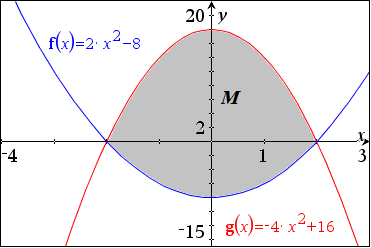 20
y
f(x)=2· x²-8
M
2
x
-4
1
3
-15
g(x)=-4· x²+16